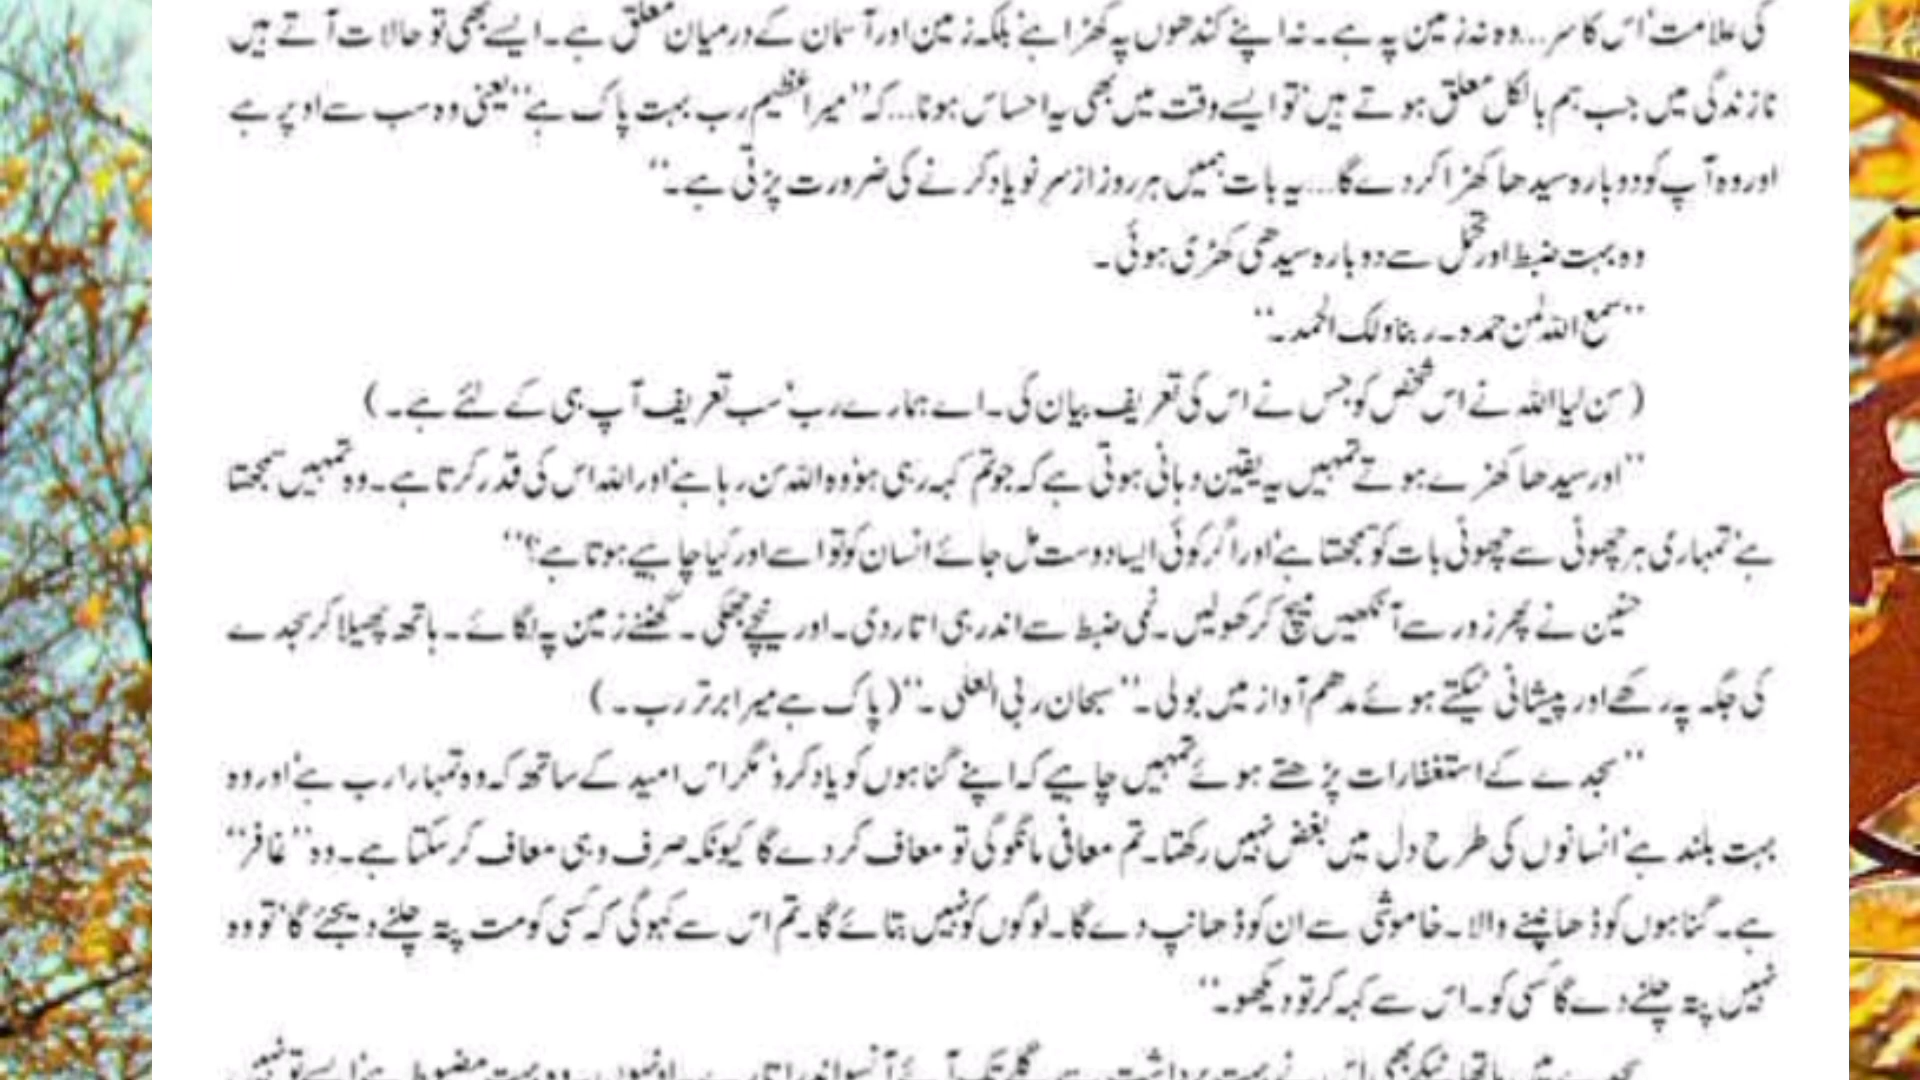 کی علامت‘ اس کا سر...وہ نہ زمین پہ ہے۔ نہ اپنے کندھوں پہ کھڑا ہے‘ بلکہ زمین اور آسمان کے درمیان معلق ہے۔ ایسے بھی تو حالات آتے ہیں
نا زندگی میں جب ہم بالکل معلق ہوتے ہیں‘ تو ایسے وقت میں بھی یہ احساس ہونا...کہ ’’میرا عظیم رب بہت پاک ہے‘‘ یعنی وہ سب سے اوپر ہے
اور وہ آپ کو دوبارہ سیدھا کھڑا کر دے گا...یہ بات ہمیں ہر روز از سرِ نو یاد کرنے کی ضرورت پڑتی ہے۔‘‘
وہ بہت ضبط اور تحمل سے دوبارہ سیدھی کھڑی ہوئی۔
’’سمع اللہ لمن حمدہ۔ ربنا ولک الحمد۔‘‘
(سن لیا اللہ نے اس شخص کو جس نے اس کی تعریف بیان کی۔ اے ہمارے رب‘ سب تعریف آپ ہی کے لئے ہے۔)
’’اور سیدھا کھڑے ہوتے تمہیں یہ یقین دہانی ہوتی ہے کہ جو تم کہہ رہی ہو‘ وہ اللہ سن رہا ہے‘ اور اللہ اس کی قدر کرتا ہے۔ وہ تمہیں سمجھتا
ہے‘ تمہاری ہر چھوٹی سے چھوٹی بات کو سمجھتا ہے‘ اور اگر کوئی ایسا دوست مل جائے انسان کو تو اسے اور کیا چاہیے ہوتا ہے؟‘‘
حنین نے پھر زور سے آنکھیں میچ کر کھولیں۔ نمی ضبط سے اندر ہی اتار دی۔ اور نیچے جھکی۔ گھٹنے زمین پہ لگائے۔ ہاتھ پھیلا کر سجدے
کی جگہ پہ رکھے اور پیشانی ٹیکتے ہوئے مدھم آواز میں بولی۔ ’’سبحان ربی العلی۔‘‘ (پاک ہے میرا برتر رب۔)
’’سجدے کے استغفارات پڑھتے ہوئے تمہیں چاہیے کہ اپنے گناہوں کو یاد کرو‘ مگر اس امید کے ساتھ کہ وہ تمہارا رب ہے‘ اور وہ
بہت بلند ہے‘ انسانوں کی طرح دل میں بغض نہیں رکھتا۔ تم معافی مانگو گی تو معاف کر دے گا کیونکہ صرف وہی معاف کر سکتا ہے۔ وہ ’’غافر‘‘
ہے۔ گناہوں کو ڈھانپنے والا۔ خاموشی سے ان کو ڈھانپ دے گا۔ لوگوں کو نہیں بتائے گا۔ تم اس سے کہو گی کہ کسی کو مت پتہ چلنے دیجئے گا‘ تو وہ
نہیں پتہ چلنے دے گا کسی کو۔ اس سے کہہ کر تو دیکھو۔‘‘